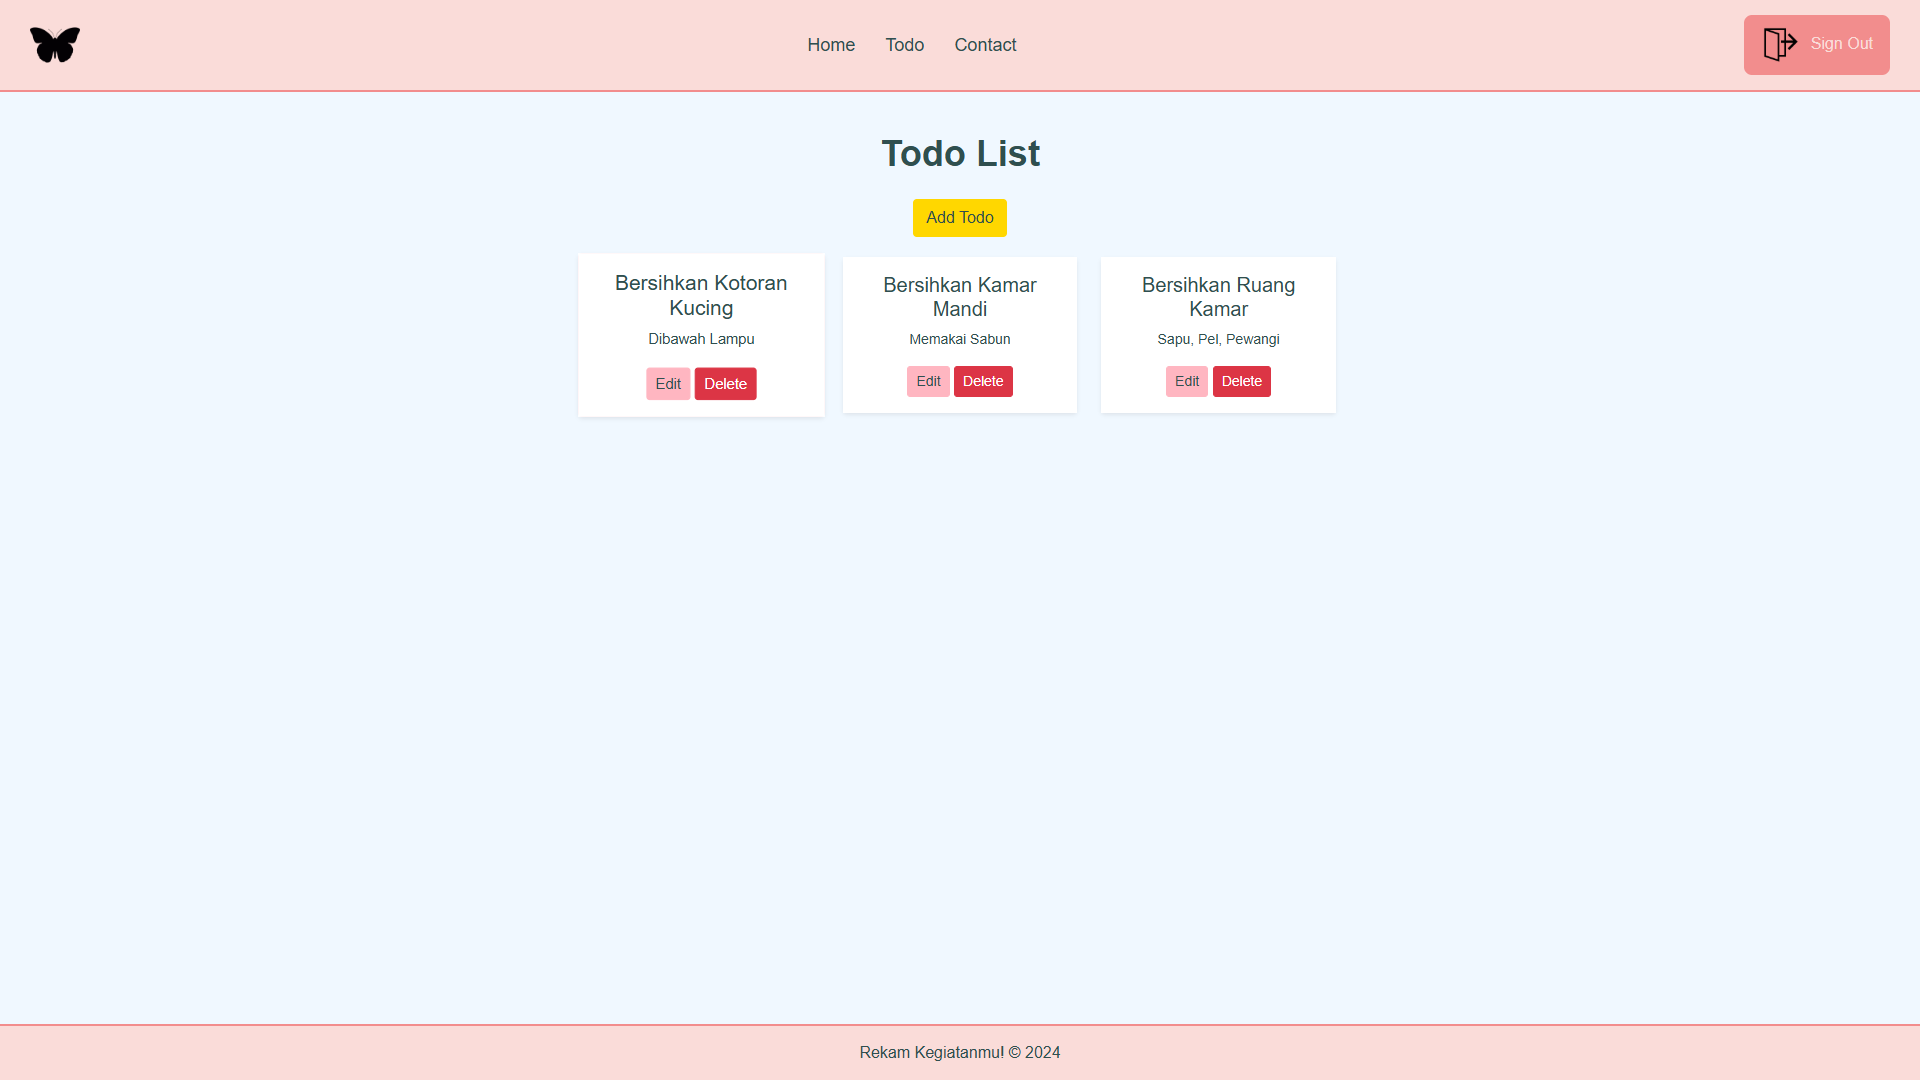 Home
Todo
Contact
Sign Out
Todo List
Add Todo
Bersihkan Kotoran
Kucing
Dibawah Lampu
Edit
Delete
Bersihkan Kamar
Mandi
Memakai Sabun
Edit
Delete
Bersihkan Ruang
Kamar
Sapu, Pel, Pewangi
Edit
Delete
Rekam Kegiatanmu! © 2024